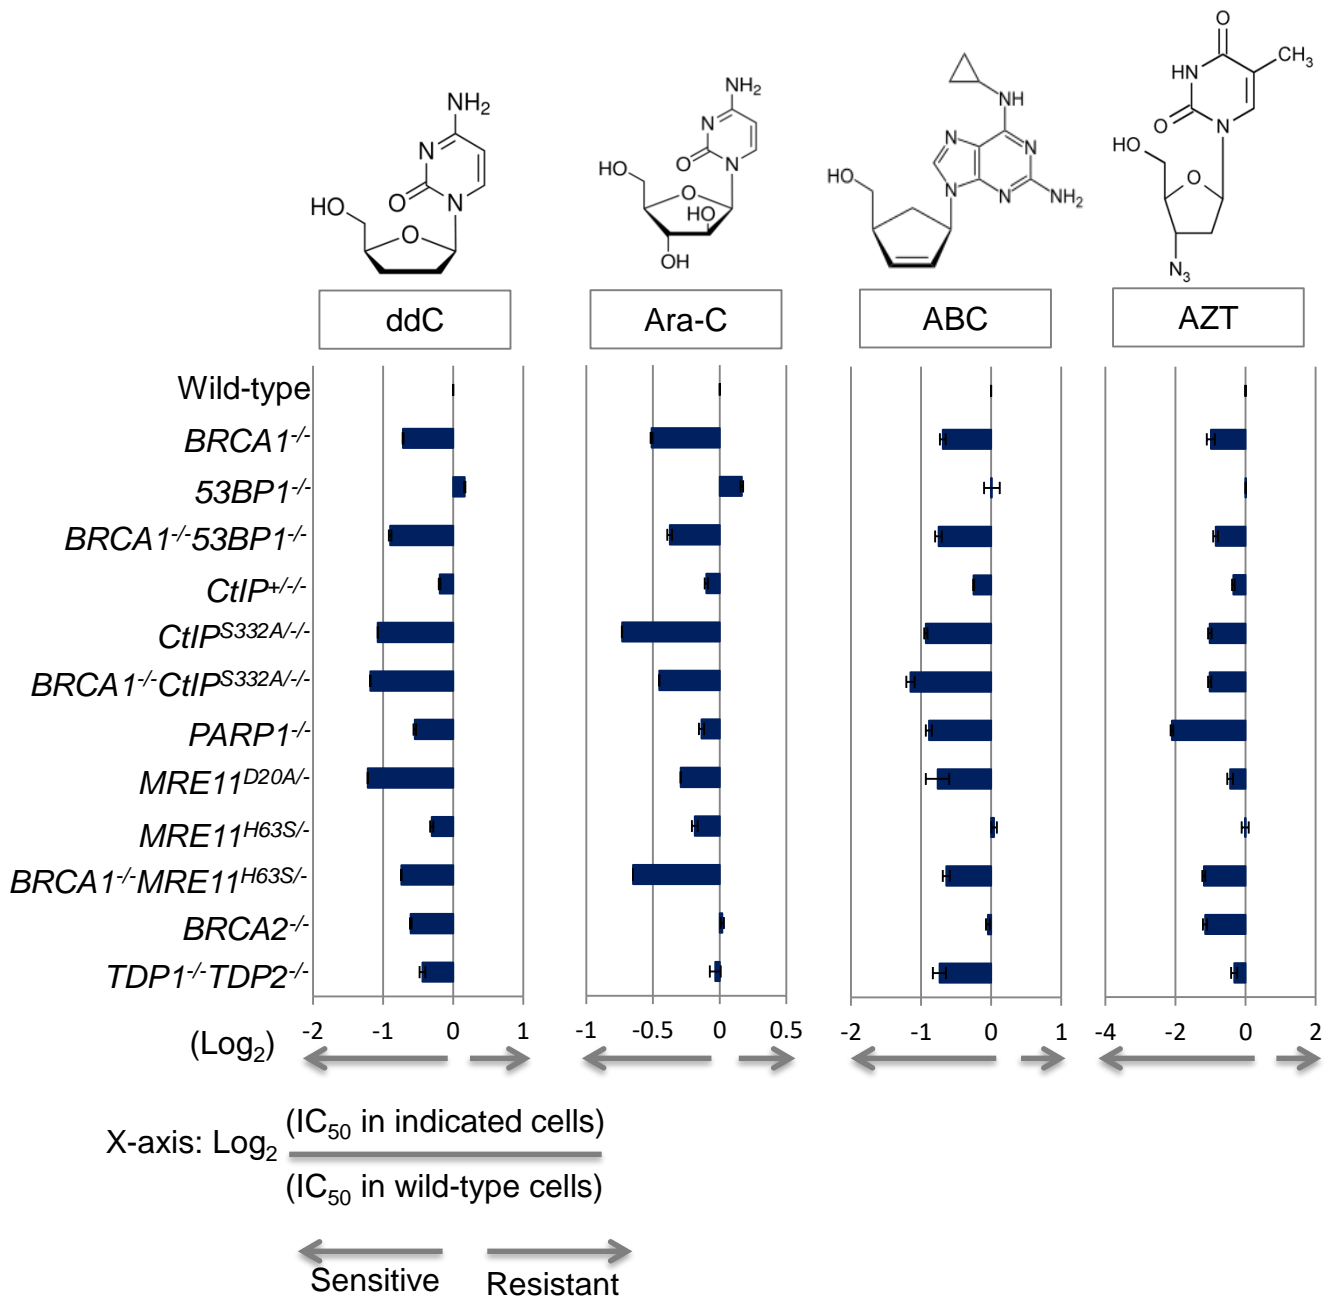 NH₂
N
O
N
HO
O
NH₂
N
O
N
HO
O
HO
OH
NH
N
N
N
N
NH₂
HO
O
CH₃
HN
O
N
HO
O
N₃
ddC
Ara-C
ABC
AZT
Wild-type
BRCA1-/-
53BP1-/-
BRCA1-/-53BP1-/-
CtIP+/-/-
CtIPS332A/-/-
BRCA1-/-CtIPS332A/-/-
PARP1-/-
MRE11D20A/-
MRE11H63S/-
BRCA1-/-MRE11H63S/-
BRCA2-/-
TDP1-/-TDP2-/-
-2 -1 0 1
-1 -0.5 0 0.5
-2 -1 0 1
-4 -2 0 2
(Log₂)
X-axis: Log₂
(IC₅₀ in indicated cells)
(IC₅₀ in wild-type cells)
Sensitive Resistant